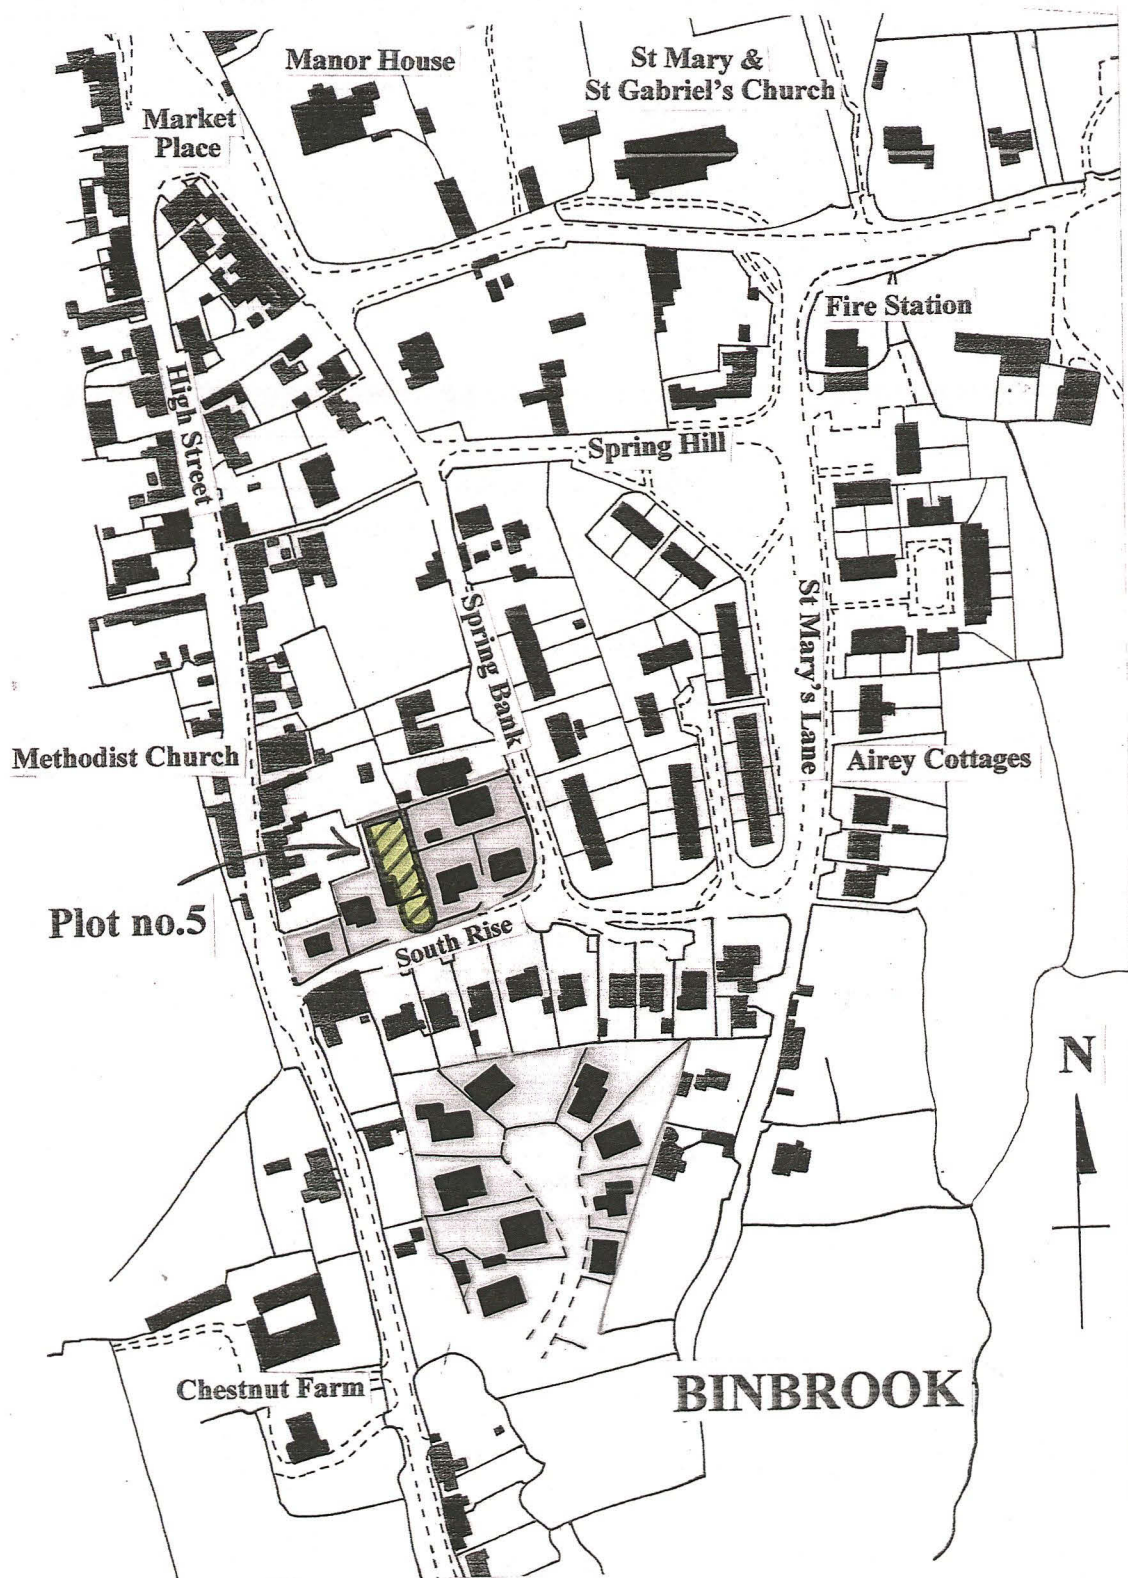 Manor House
St Mary &
St Gabriel's Church
Market
Place
Fire Station
High Street
Spring Hill
Spring Bank
St Mary's Lane
Methodist Church
Airey Cottages
Plot no.5
South Rise
N
Chestnut Farm
BINBROOK